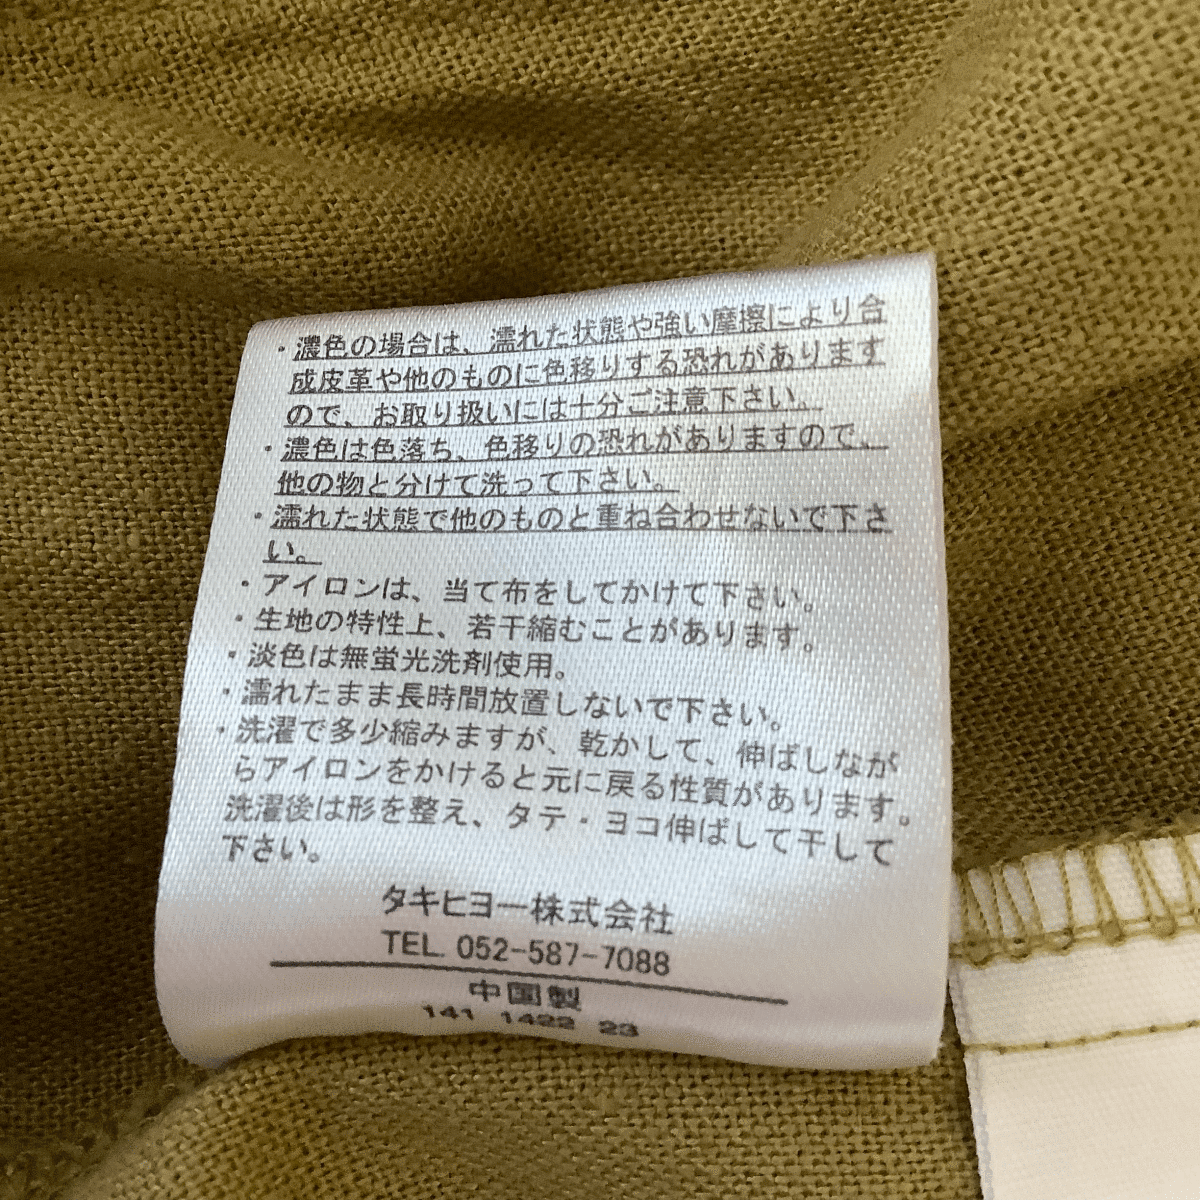 ・濃色の場合は、濡れた状態や強い摩擦により合
成皮革や他のものに色移りする恐れがあります
ので、お取り扱いには十分ご注意下さい。
・濃色は色落ち、色移りの恐れがありますので、
他の物と分けて洗って下さい。
・濡れた状態で他のものと重ね合わせないで下さ
い。
・アイロンは、当て布をしてかけて下さい。
・生地の特性上、若干縮むことがあります。
・淡色は無蛍光洗剤使用。
・濡れたまま長時間放置しないで下さい。
・洗濯で多少縮みますが、乾かして、伸ばしなが
らアイロンをかけると元に戻る性質があります。
洗濯後は形を整え、タテ・ヨコ伸ばして干して
下さい。
タキヒヨー株式会社
TEL. 052-587-7088
中国製
141 1422 23